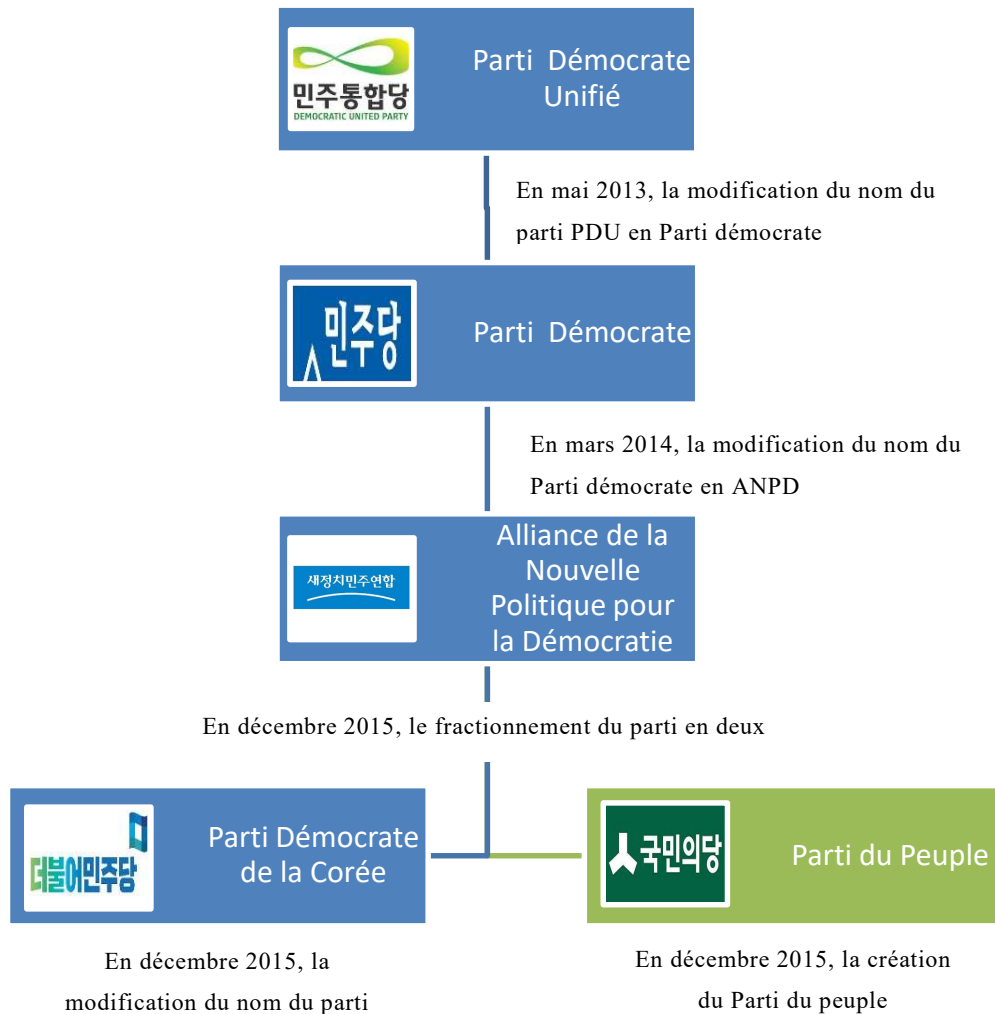 민주통합당
DEMOCRATIC UNITED PARTY
Parti Démocrate
Unifié
En mai 2013, la modification du nom du
parti PDU en Parti démocrate
민주당
Parti Démocrate
En mars 2014, la modification du nom du
Parti démocrate en ANPD
새정치민주연합
Alliance de la
Nouvelle
Politique pour
la Démocratie
En décembre 2015, le fractionnement du parti en deux
더불어민주당
Parti Démocrate
de la Corée
국민의당
Parti du Peuple
En décembre 2015, la
modification du nom du parti
En décembre 2015, la création
du Parti du peuple